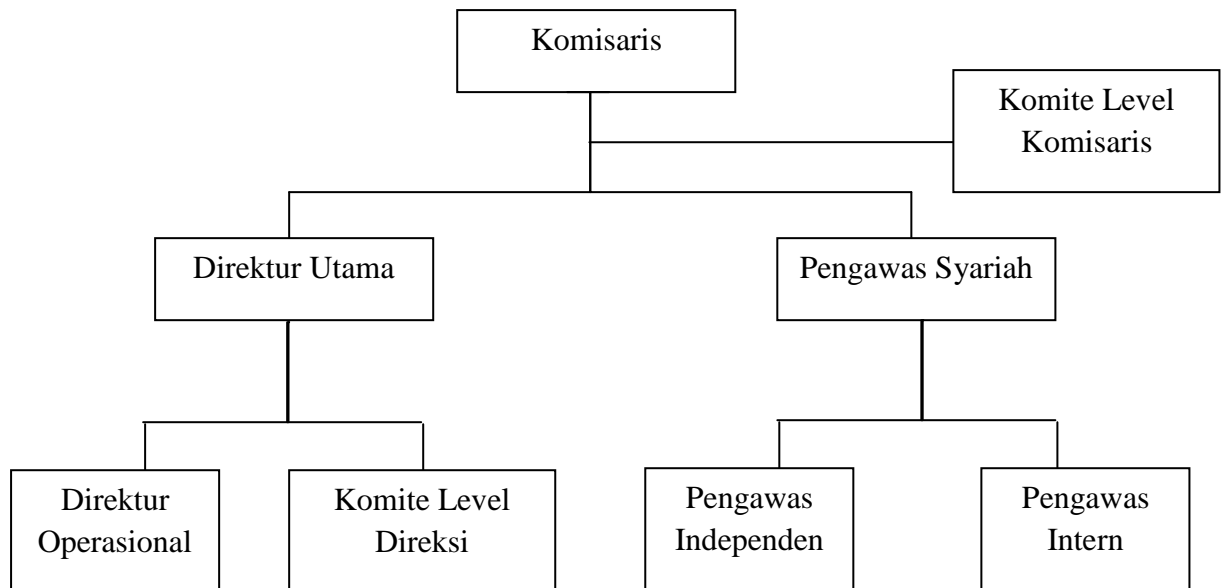 Komisaris
Komite Level
Komisaris
Direktur Utama
Pengawas Syariah
Direktur
Operasional
Komite Level
Direksi
Pengawas
Independen
Pengawas
Intern